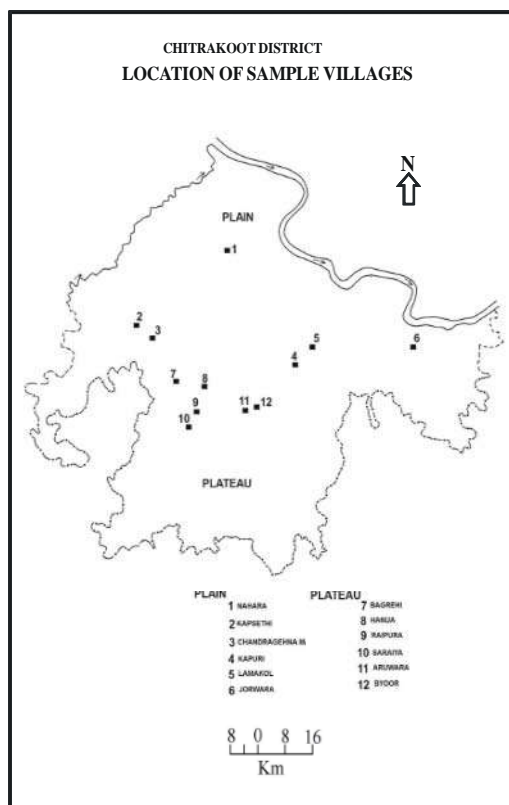 CHITRAKOOT DISTRICT
LOCATION OF SAMPLE VILLAGES
N
PLAIN
1
2
3
5
6
4
7
8
9
11
12
10
PLATEAU
PLAIN
1 NAHARA
2 KAPSETHI
3 CHANDRAGEHNA M
4 KAPURI
5 LAMAKOL
6 JORWARA
PLATEAU
7 BAGREHI
8 HANUA
9 RAIPURA
10 SARAIYA
11 ARUWARA
12 BYOOR
8 0 8 16
Km